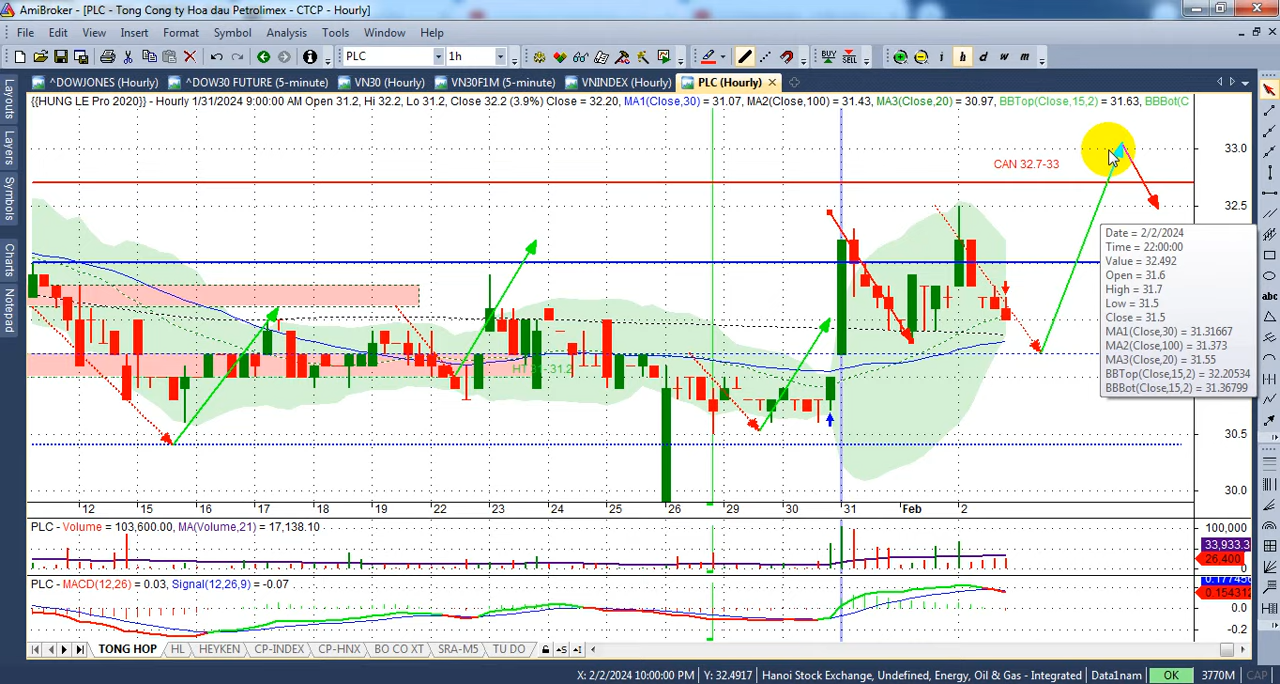 AmiBroker - [PLC - Tong Cong ty Hoa dau Petrolimex - CTCP - Hourly]
File Edit View Insert Format Symbol Analysis Tools Window Help
PLC 1h BUY SELL i h d w m
^DOWJONES (Hourly) ^DOW30 FUTURE (5-minute) VN30 (Hourly) VN30F1M (5-minute) VNINDEX (Hourly) PLC (Hourly)
{{HUNG LE Pro 2020}} - Hourly 1/31/2024 9:00:00 AM Open 31.2, Hi 32.2, Lo 31.2, Close 32.2 (3.9%) Close = 32.20, MA1(Close,30) = 31.07, MA2(Close,100) = 31.43, MA3(Close,20) = 30.97, BBTop(Close,15,2) = 31.63, BBBot(C
Layouts
Layers
Symbols
Charts
Notepad
abc
CAN 32.7-33
33.0
32.5
Date = 2/2/2024
Time = 22:00:00
Value = 32.492
Open = 31.6
High = 31.7
Low = 31.5
Close = 31.5
MA1(Close,30) = 31.31667
MA2(Close,100) = 31.373
MA3(Close,20) = 31.55
BBTop(Close,15,2) = 32.20534
BBBot(Close,15,2) = 31.36799
30.5
30.0
12 15 16 17 18 19 22 23 24 25 26 29 30 31 Feb 2
PLC - Volume = 103,600.00, MA(Volume,21) = 17,138.10
100,000
33,933.3
26,400
0
PLC - MACD(12,26) = 0.03, Signal(12,26,9) = -0.07
0.154312
0.0
-0.2
TONG HOP HL HEYKEN CP-INDEX CP-HNX BO CO XT SRA-M5 TU DO
X: 2/2/2024 10:00:00 PM Y: 32.4917 Hanoi Stock Exchange, Undefined, Energy, Oil & Gas - Integrated Data1nam OK 3770M CAP